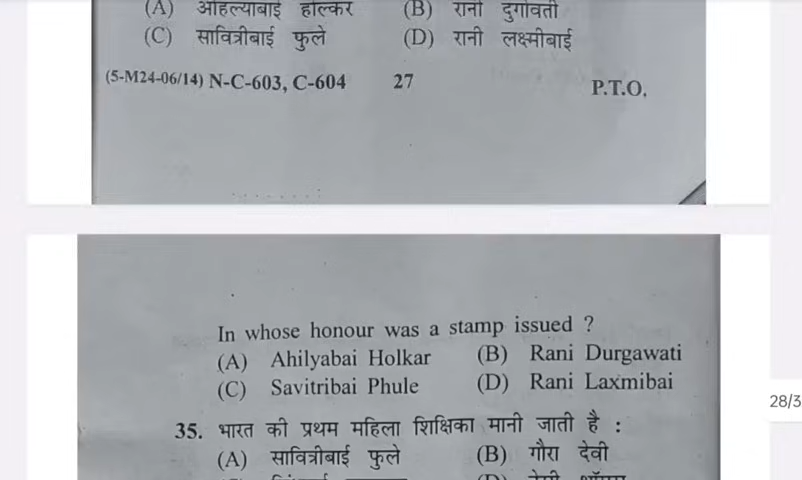 (A) अहिल्याबाई होल्कर (B) रानी दुर्गावती
(C) सावित्रीबाई फुले (D) रानी लक्ष्मीबाई
(5-M24-06/14) N-C-603, C-604 27 P.T.O.
In whose honour was a stamp issued ?
(A) Ahilyabai Holkar (B) Rani Durgawati
(C) Savitribai Phule (D) Rani Laxmibai
28/3
35. भारत की प्रथम महिला शिक्षिका मानी जाती है :
(A) सावित्रीबाई फुले (B) गौरा देवी